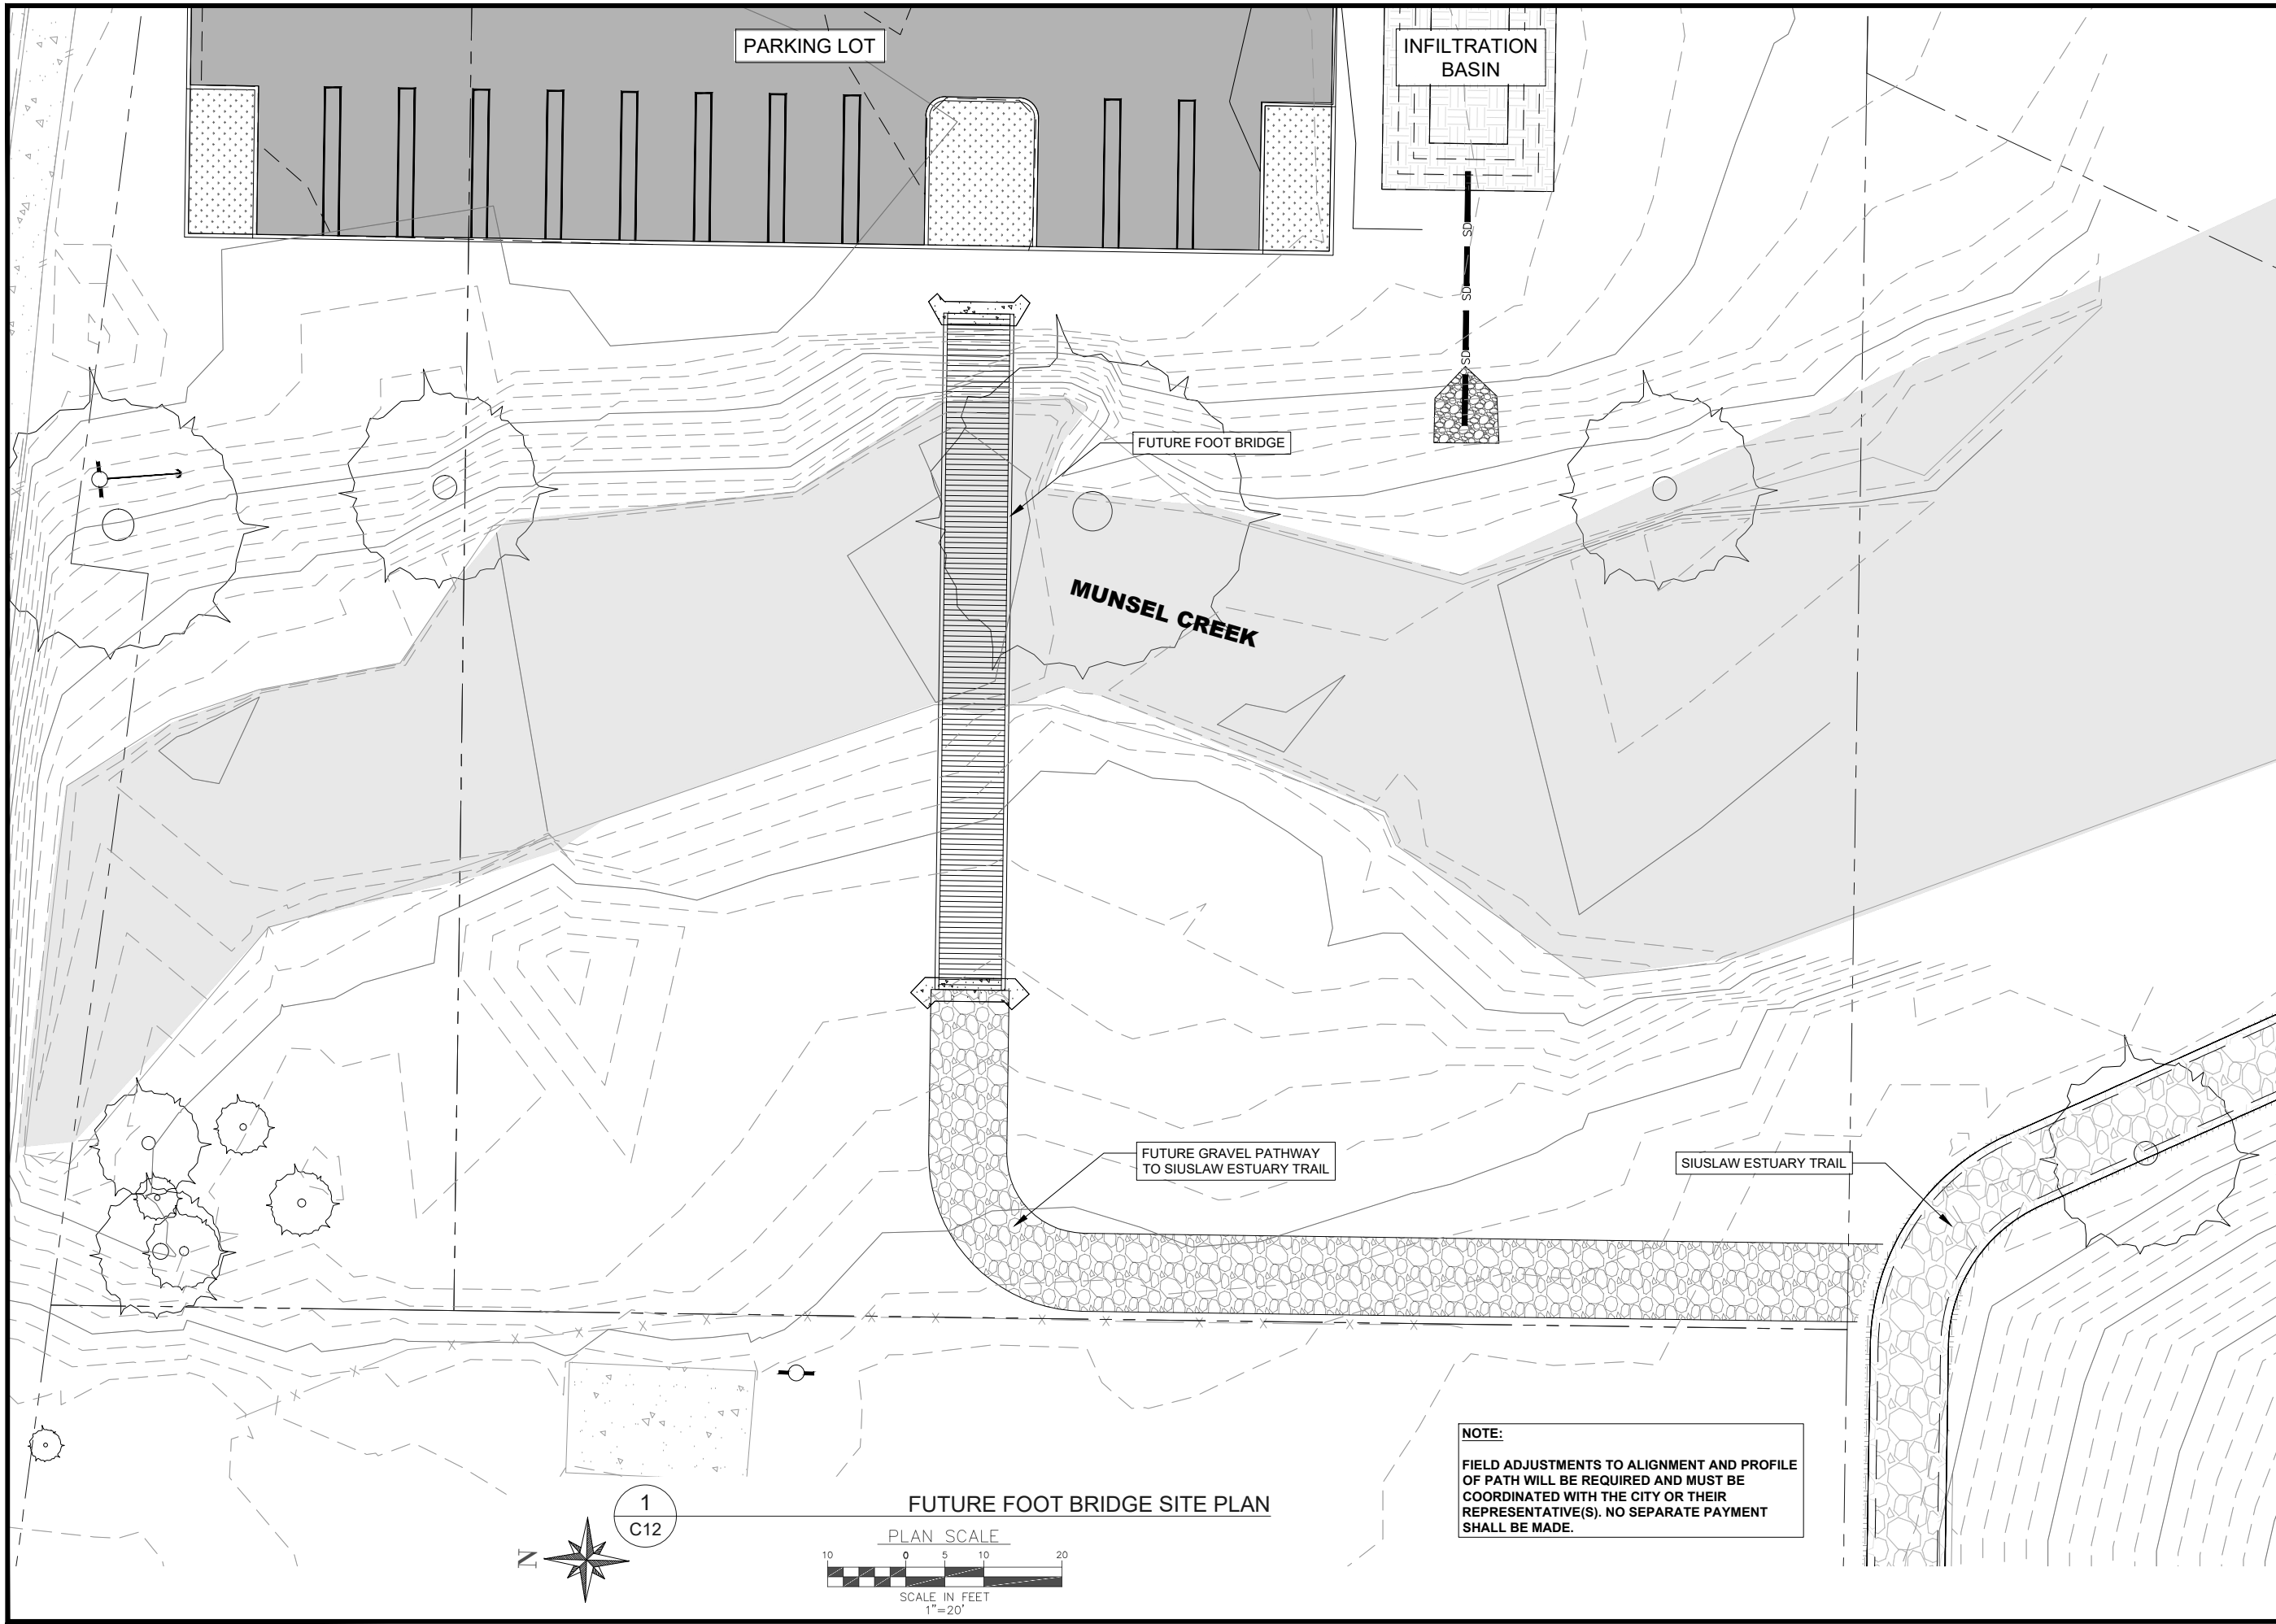 PARKING LOT
INFILTRATION
BASIN
SD
SD
SD
FUTURE FOOT BRIDGE
MUNSEL CREEK
FUTURE GRAVEL PATHWAY
TO SIUSLAW ESTUARY TRAIL
SIUSLAW ESTUARY TRAIL
X X X X X X X X X X X X X X X
NOTE:
FIELD ADJUSTMENTS TO ALIGNMENT AND PROFILE
OF PATH WILL BE REQUIRED AND MUST BE
COORDINATED WITH THE CITY OR THEIR
REPRESENTATIVE(S). NO SEPARATE PAYMENT
SHALL BE MADE.
1
C12
FUTURE FOOT BRIDGE SITE PLAN
N
PLAN SCALE
10 0 5 10 20
SCALE IN FEET
1"=20'